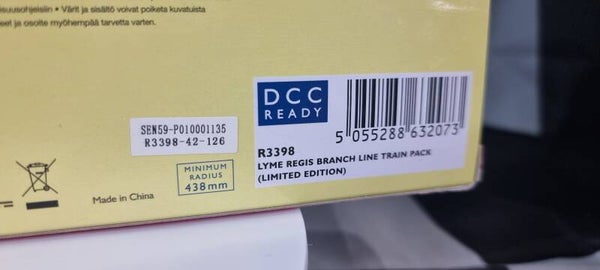 isuusohjeisiin • Värit ja sisältö voivat poiketa kuvatuista
eet ja osoite myöhempää tarvetta varten.
SEN59-P010001135
R3398-42-126
MINIMUM
RADIUS
438mm
Made in China
DCC
READY
5 055288 632073
R3398
LYME REGIS BRANCH LINE TRAIN PACK
(LIMITED EDITION)